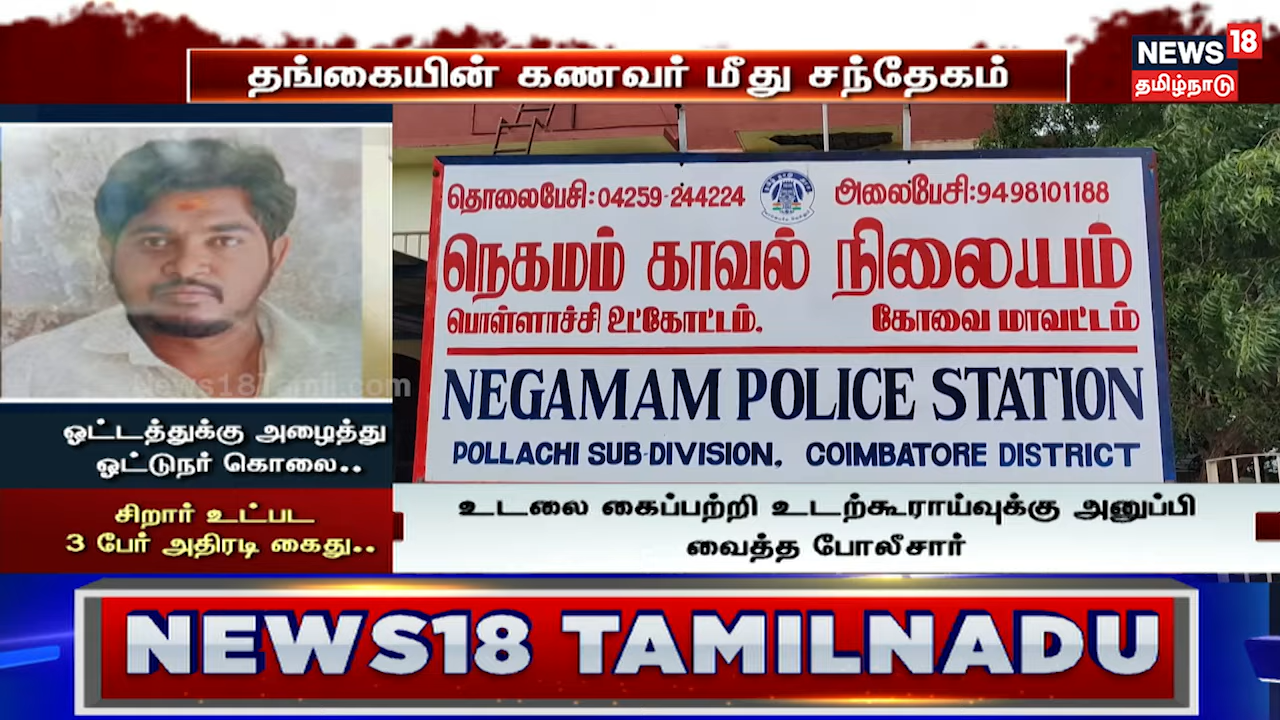 தங்கையின் கணவர் மீது சந்தேகம்
NEWS 18
தமிழ்நாடு
தொலைபேசி:04259-244224
அலைபேசி:9498101188
நெகமம் காவல் நிலையம்
பொள்ளாச்சி உட்கோட்டம்.
கோவை மாவட்டம்
NEGAMAM POLICE STATION
POLLACHI SUB-DIVISION, COIMBATORE DISTRICT
News18Tamil.com
ஓட்டத்துக்கு அழைத்து
ஓட்டுநர் கொலை..
சிறார் உட்பட
3 பேர் அதிரடி கைது..
உடலை கைப்பற்றி உடற்கூராய்வுக்கு அனுப்பி
வைத்த போலீசார்
NEWS18 TAMILNADU